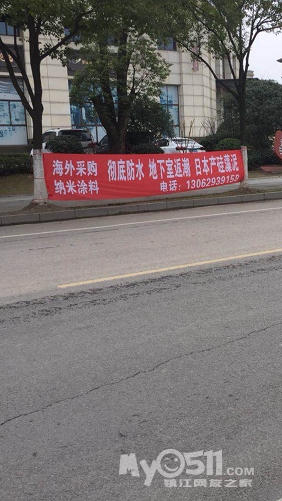 海外采购 彻底防水 地下室返潮 日本产硅藻泥
纳米涂料 电话：13062939158
My0511.com
镇江网友之家